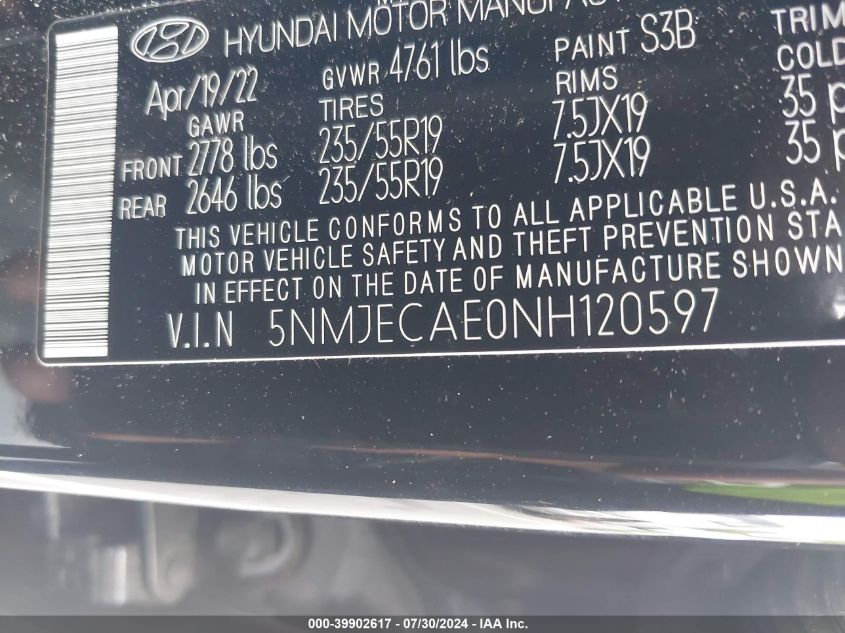 HYUNDAI MOTOR
Apr/19/22 GVWR 4761 lbs PAINT S3B TRIM
GAWR TIRES RIMS COLD
FRONT 2778 lbs 235/55R19 7.5JX19 35
REAR 2646 lbs 235/55R19 7.5JX19 35
THIS VEHICLE CONFORMS TO ALL APPLICABLE U.S.A.
MOTOR VEHICLE SAFETY AND THEFT PREVENTION STA
IN EFFECT ON THE DATE OF MANUFACTURE SHOWN
V.I.N 5NMJECAE0NH120597
000-39902617 - 07/30/2024 - IAA Inc.